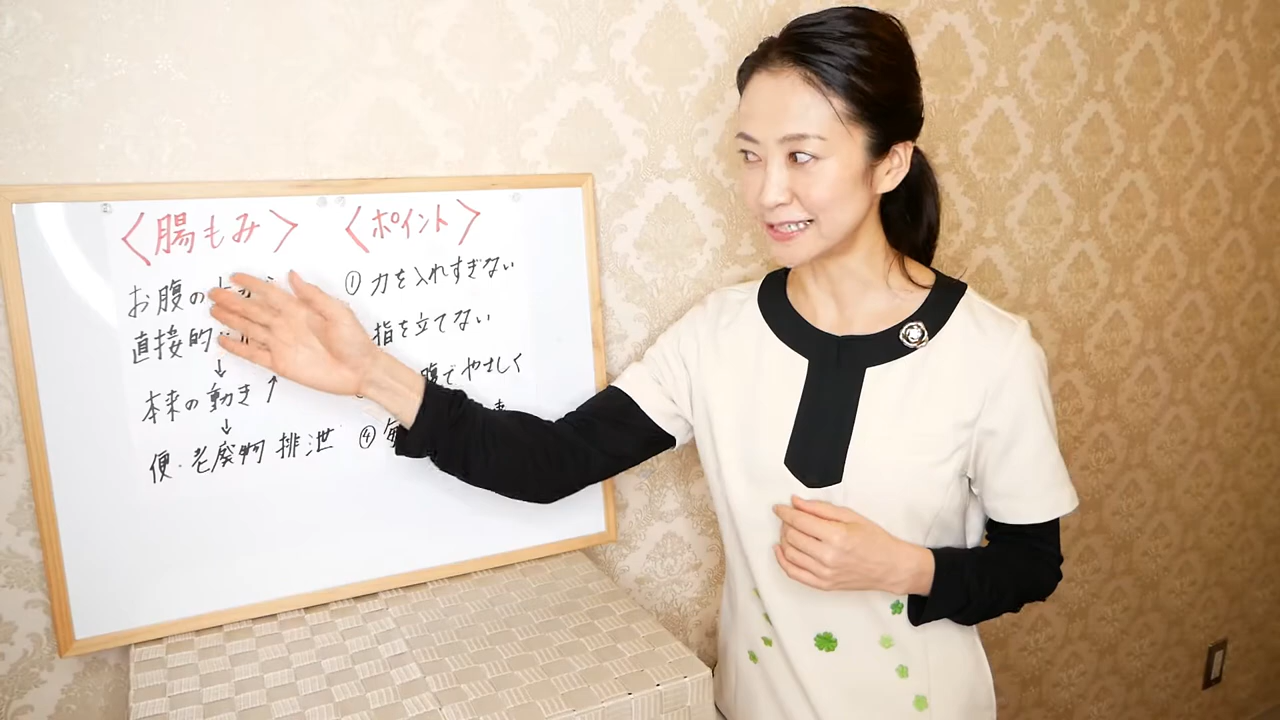 〈腸もみ〉
お腹の
直接的
↓
本来の動き↑
↓
便・老廃物 排泄
〈ポイント〉
① 力を入れすぎない
指を立てない
腹でやさしく
④